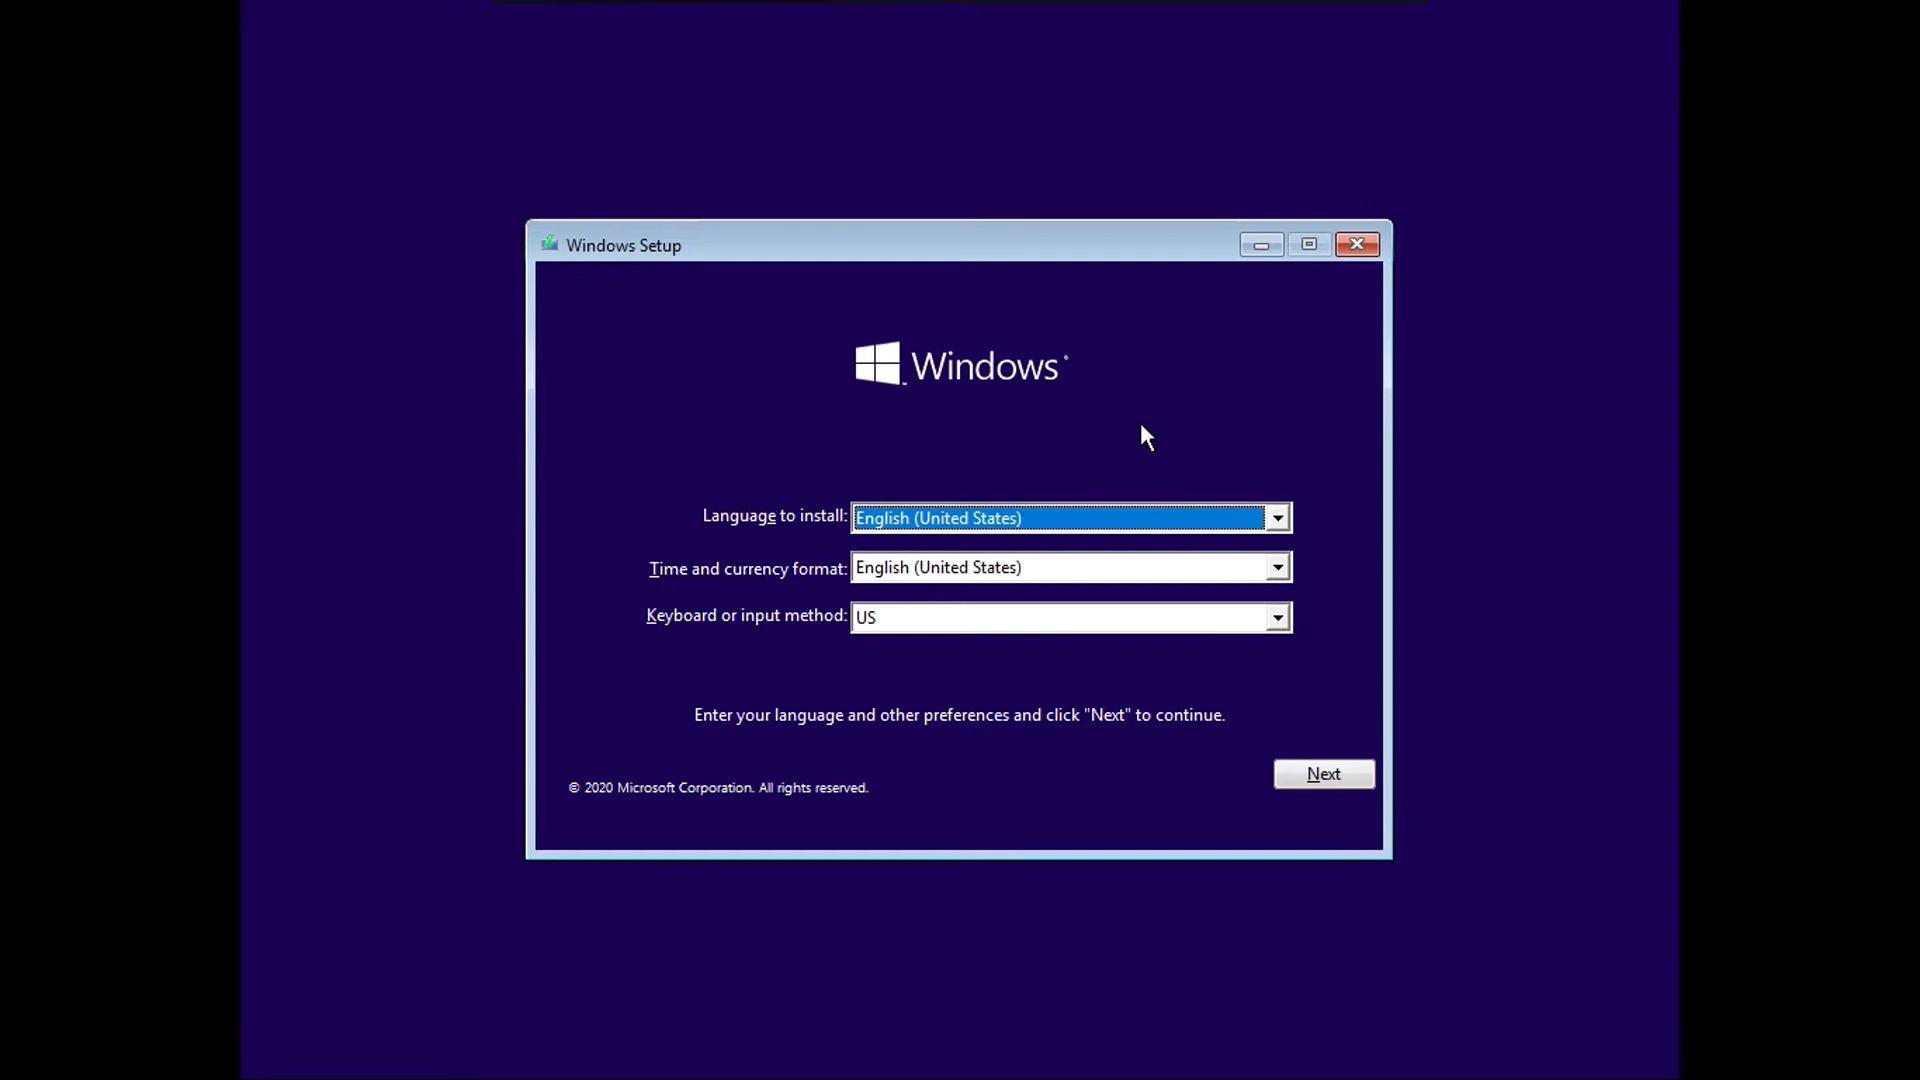 Windows Setup
Windows
Language to install: English (United States)
Time and currency format: English (United States)
Keyboard or input method: US
Enter your language and other preferences and click "Next" to continue.
Next
© 2020 Microsoft Corporation. All rights reserved.